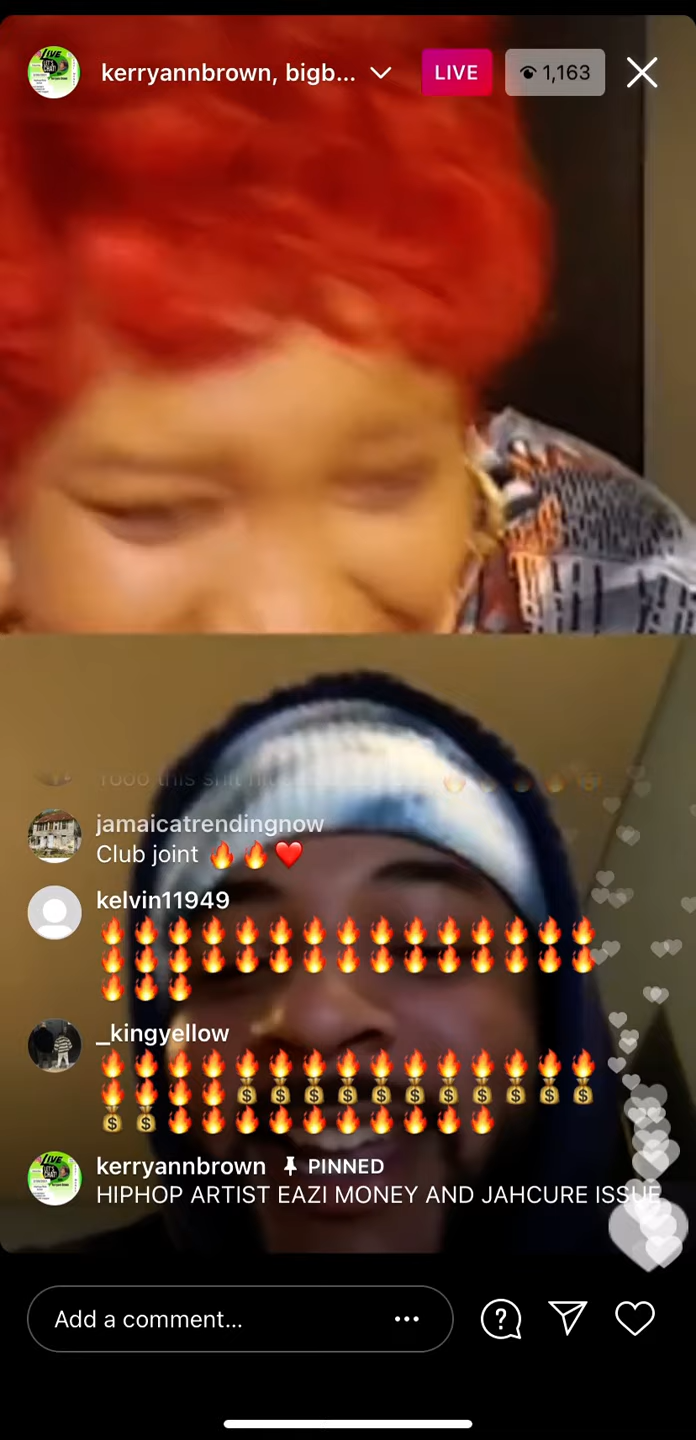 kerryannbrown, bigb...
LIVE
1,163
jamaicatrendingnow
Club joint 🔥🔥❤️
kelvin11949
🔥🔥🔥🔥🔥🔥🔥🔥🔥🔥🔥🔥🔥🔥🔥
🔥🔥🔥🔥🔥🔥🔥🔥🔥🔥🔥🔥🔥🔥🔥
🔥🔥🔥
_kingyellow
🔥🔥🔥🔥🔥🔥🔥🔥🔥🔥🔥🔥🔥🔥🔥
🔥🔥🔥🔥💰💰💰💰💰💰💰💰💰💰💰
💰💰🔥🔥🔥🔥🔥🔥🔥🔥🔥🔥
kerryannbrown PINNED
HIPHOP ARTIST EAZI MONEY AND JAHCURE ISSUE
Add a comment...